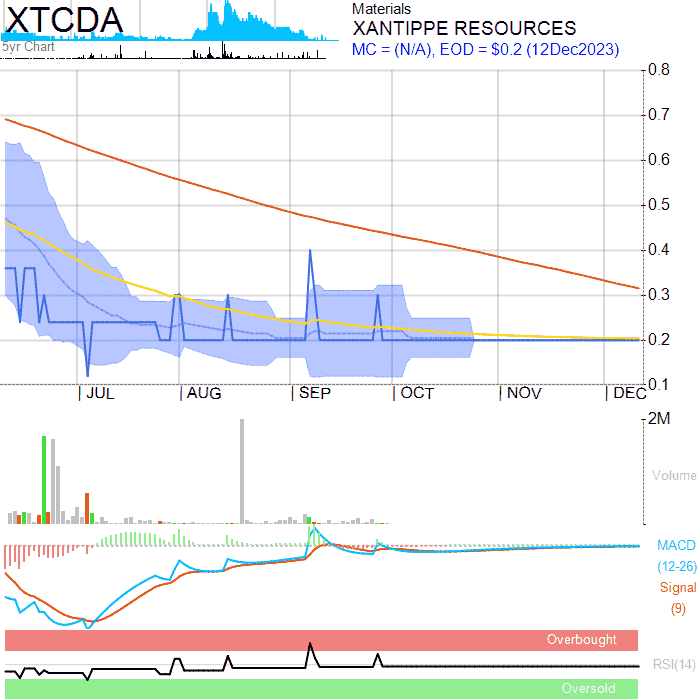 XTCDA
5yr Chart
Materials
XANTIPPE RESOURCES
MC = (N/A), EOD = $0.2 (12Dec2023)
0.8
0.7
0.6
0.5
0.4
0.3
0.2
0.1
JUL AUG SEP OCT NOV DEC
2M
Volume
MACD
(12-26)
Signal
(9)
Overbought
RSI(14)
Oversold